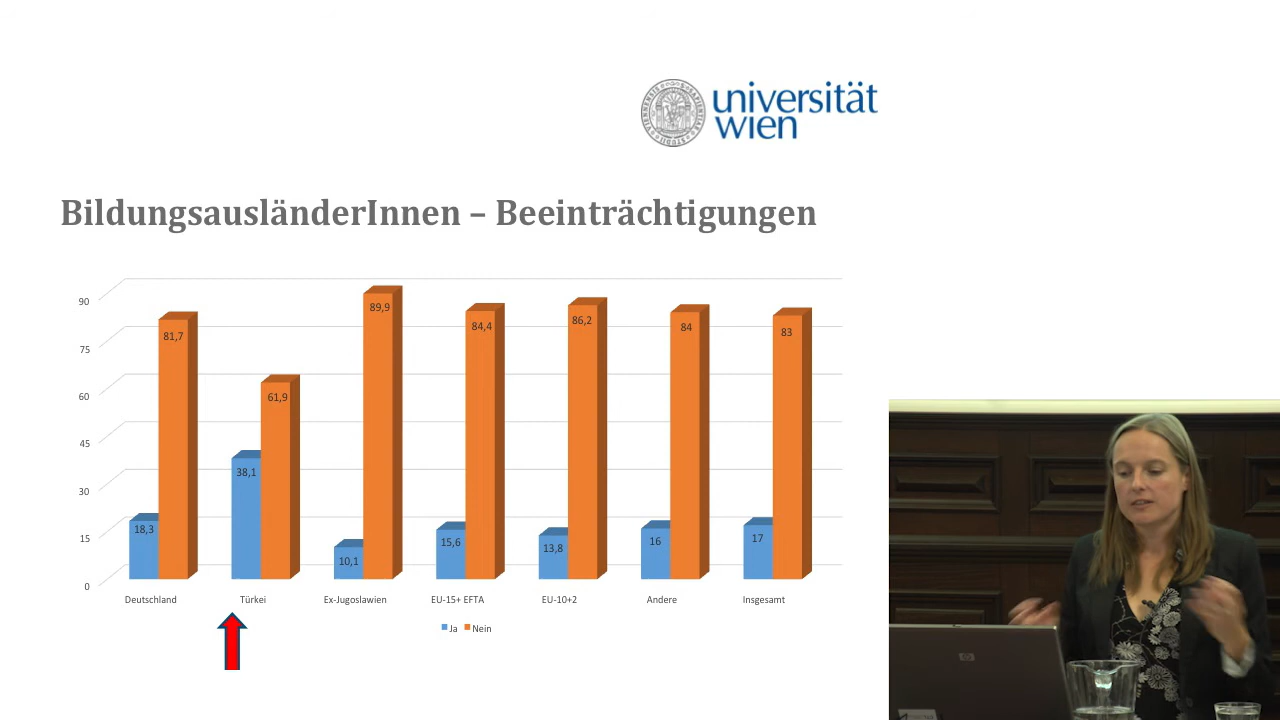 universität
wien
BildungsausländerInnen – Beeinträchtigungen
90
75
60
45
30
15
0
18,3
81,7
38,1
61,9
10,1
89,9
15,6
84,4
13,8
86,2
16
84
17
83
Deutschland
Türkei
Ex-Jugoslawien
EU-15+ EFTA
EU-10+2
Andere
Insgesamt
Ja
Nein
hp